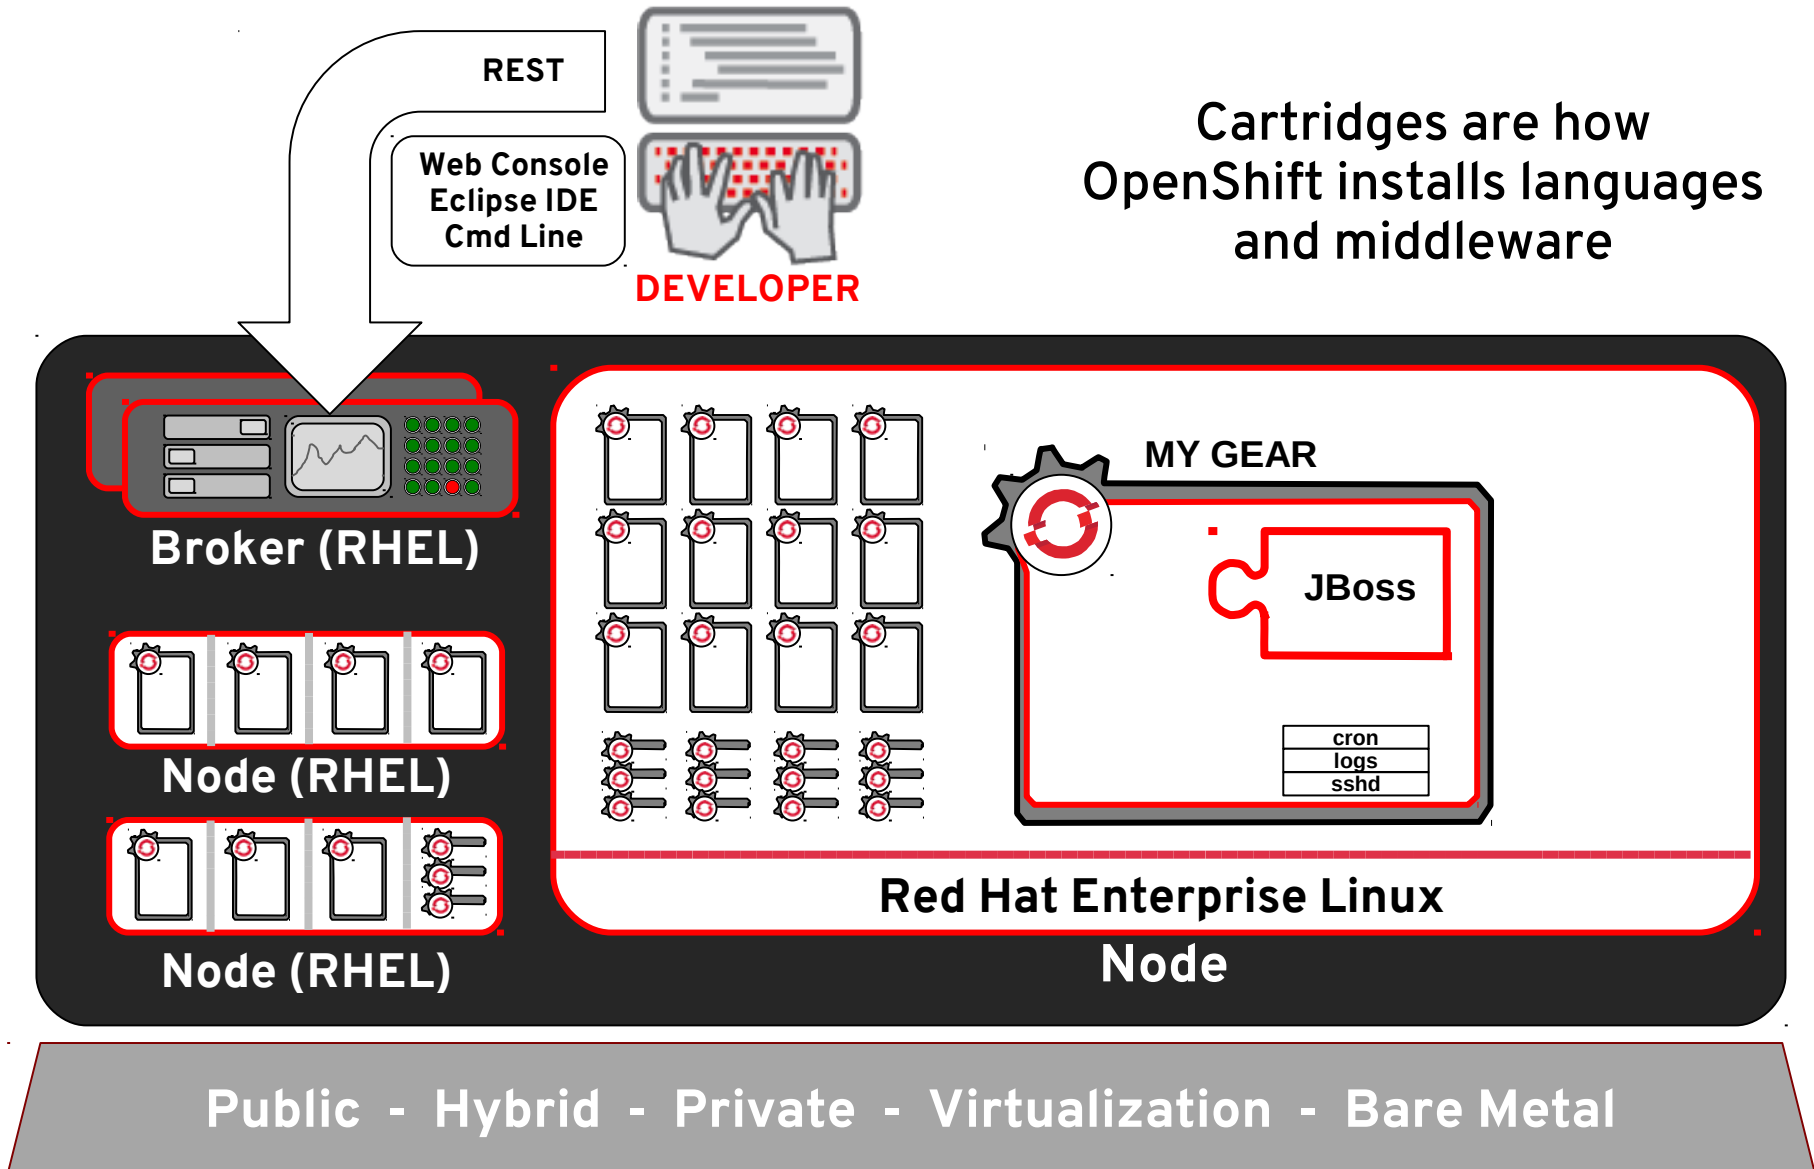 REST
Web Console
Eclipse IDE
Cmd Line
DEVELOPER
Cartridges are how
OpenShift installs languages
and middleware
Broker (RHEL)
Node (RHEL)
Node (RHEL)
MY GEAR
JBoss
cron
logs
sshd
Red Hat Enterprise Linux
Node
Public - Hybrid - Private - Virtualization - Bare Metal